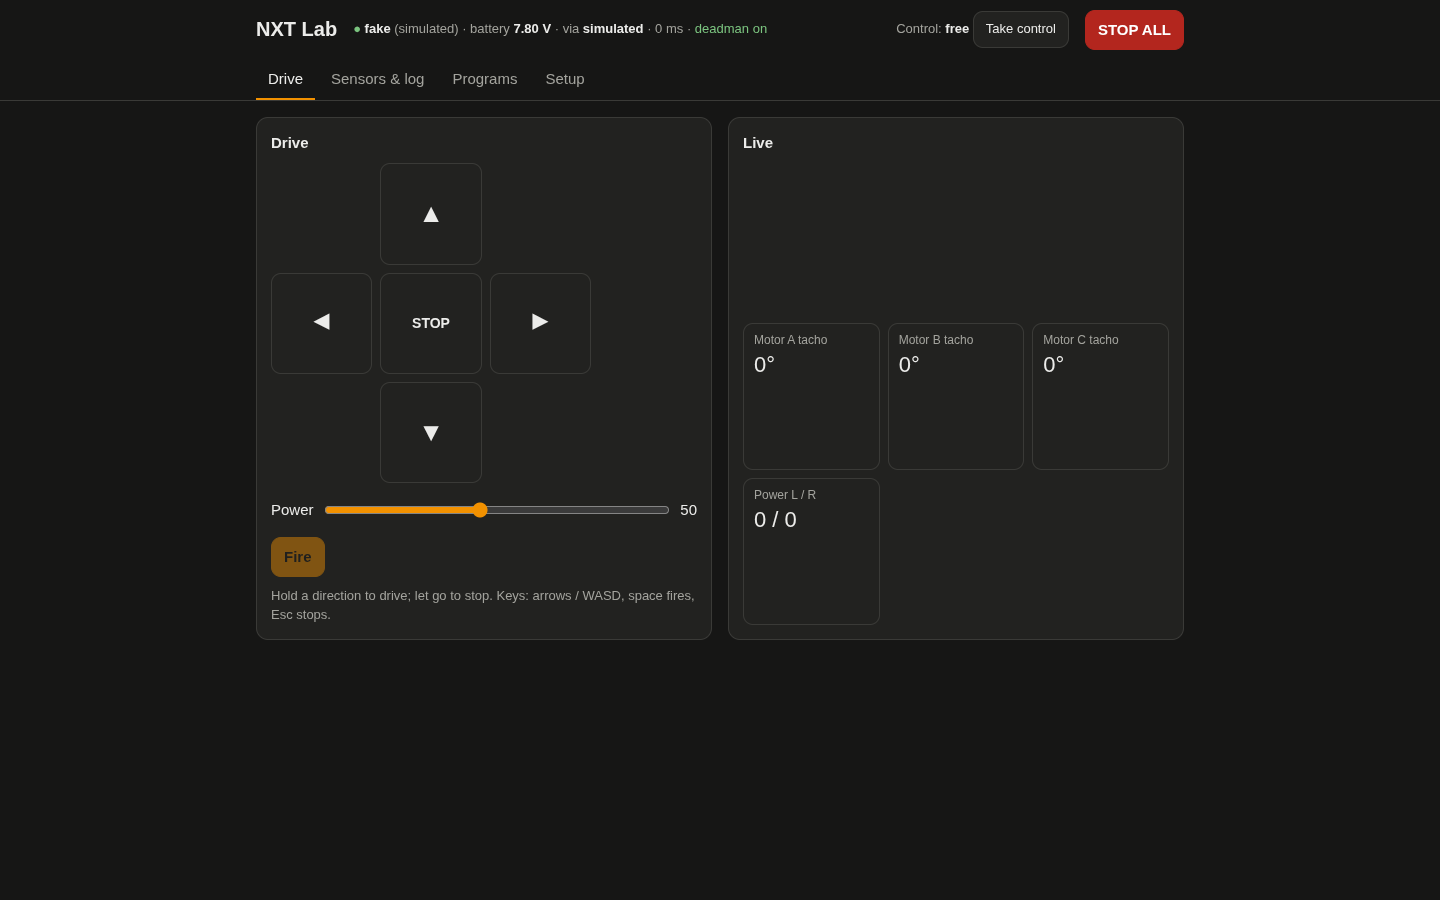 NXT Lab ● fake (simulated) · battery 7.80 V · via simulated · 0 ms · deadman on Control: free Take control STOP ALL
Drive Sensors & log Programs Setup
Drive
▲
◀ STOP ▶
▼
Power 50
Fire
Hold a direction to drive; let go to stop. Keys: arrows / WASD, space fires,
Esc stops.
Live
Motor A tacho Motor B tacho Motor C tacho
0° 0° 0°
Power L / R
0 / 0